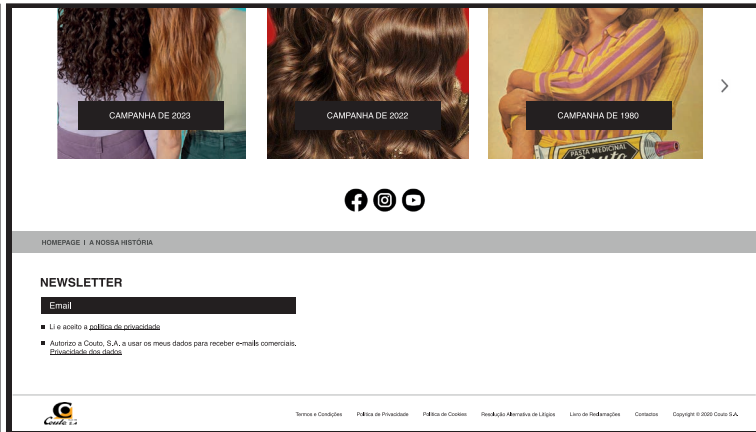 CAMPANHA DE 2023
CAMPANHA DE 2022
CAMPANHA DE 1980
PASTA MEDICINAL
Couto
HOMEPAGE | A NOSSA HISTÓRIA
NEWSLETTER
Email
Li e aceito a política de privacidade
Autorizo a Couto, S.A. a usar os meus dados para receber e-mails comerciais.
Privacidade dos dados
Couto S.A
Termos e Condições Política de Privacidade Política de Cookies Resolução Alternativa de Litígios Livro de Reclamações Contactos Copyright © 2020 Couto S.A.